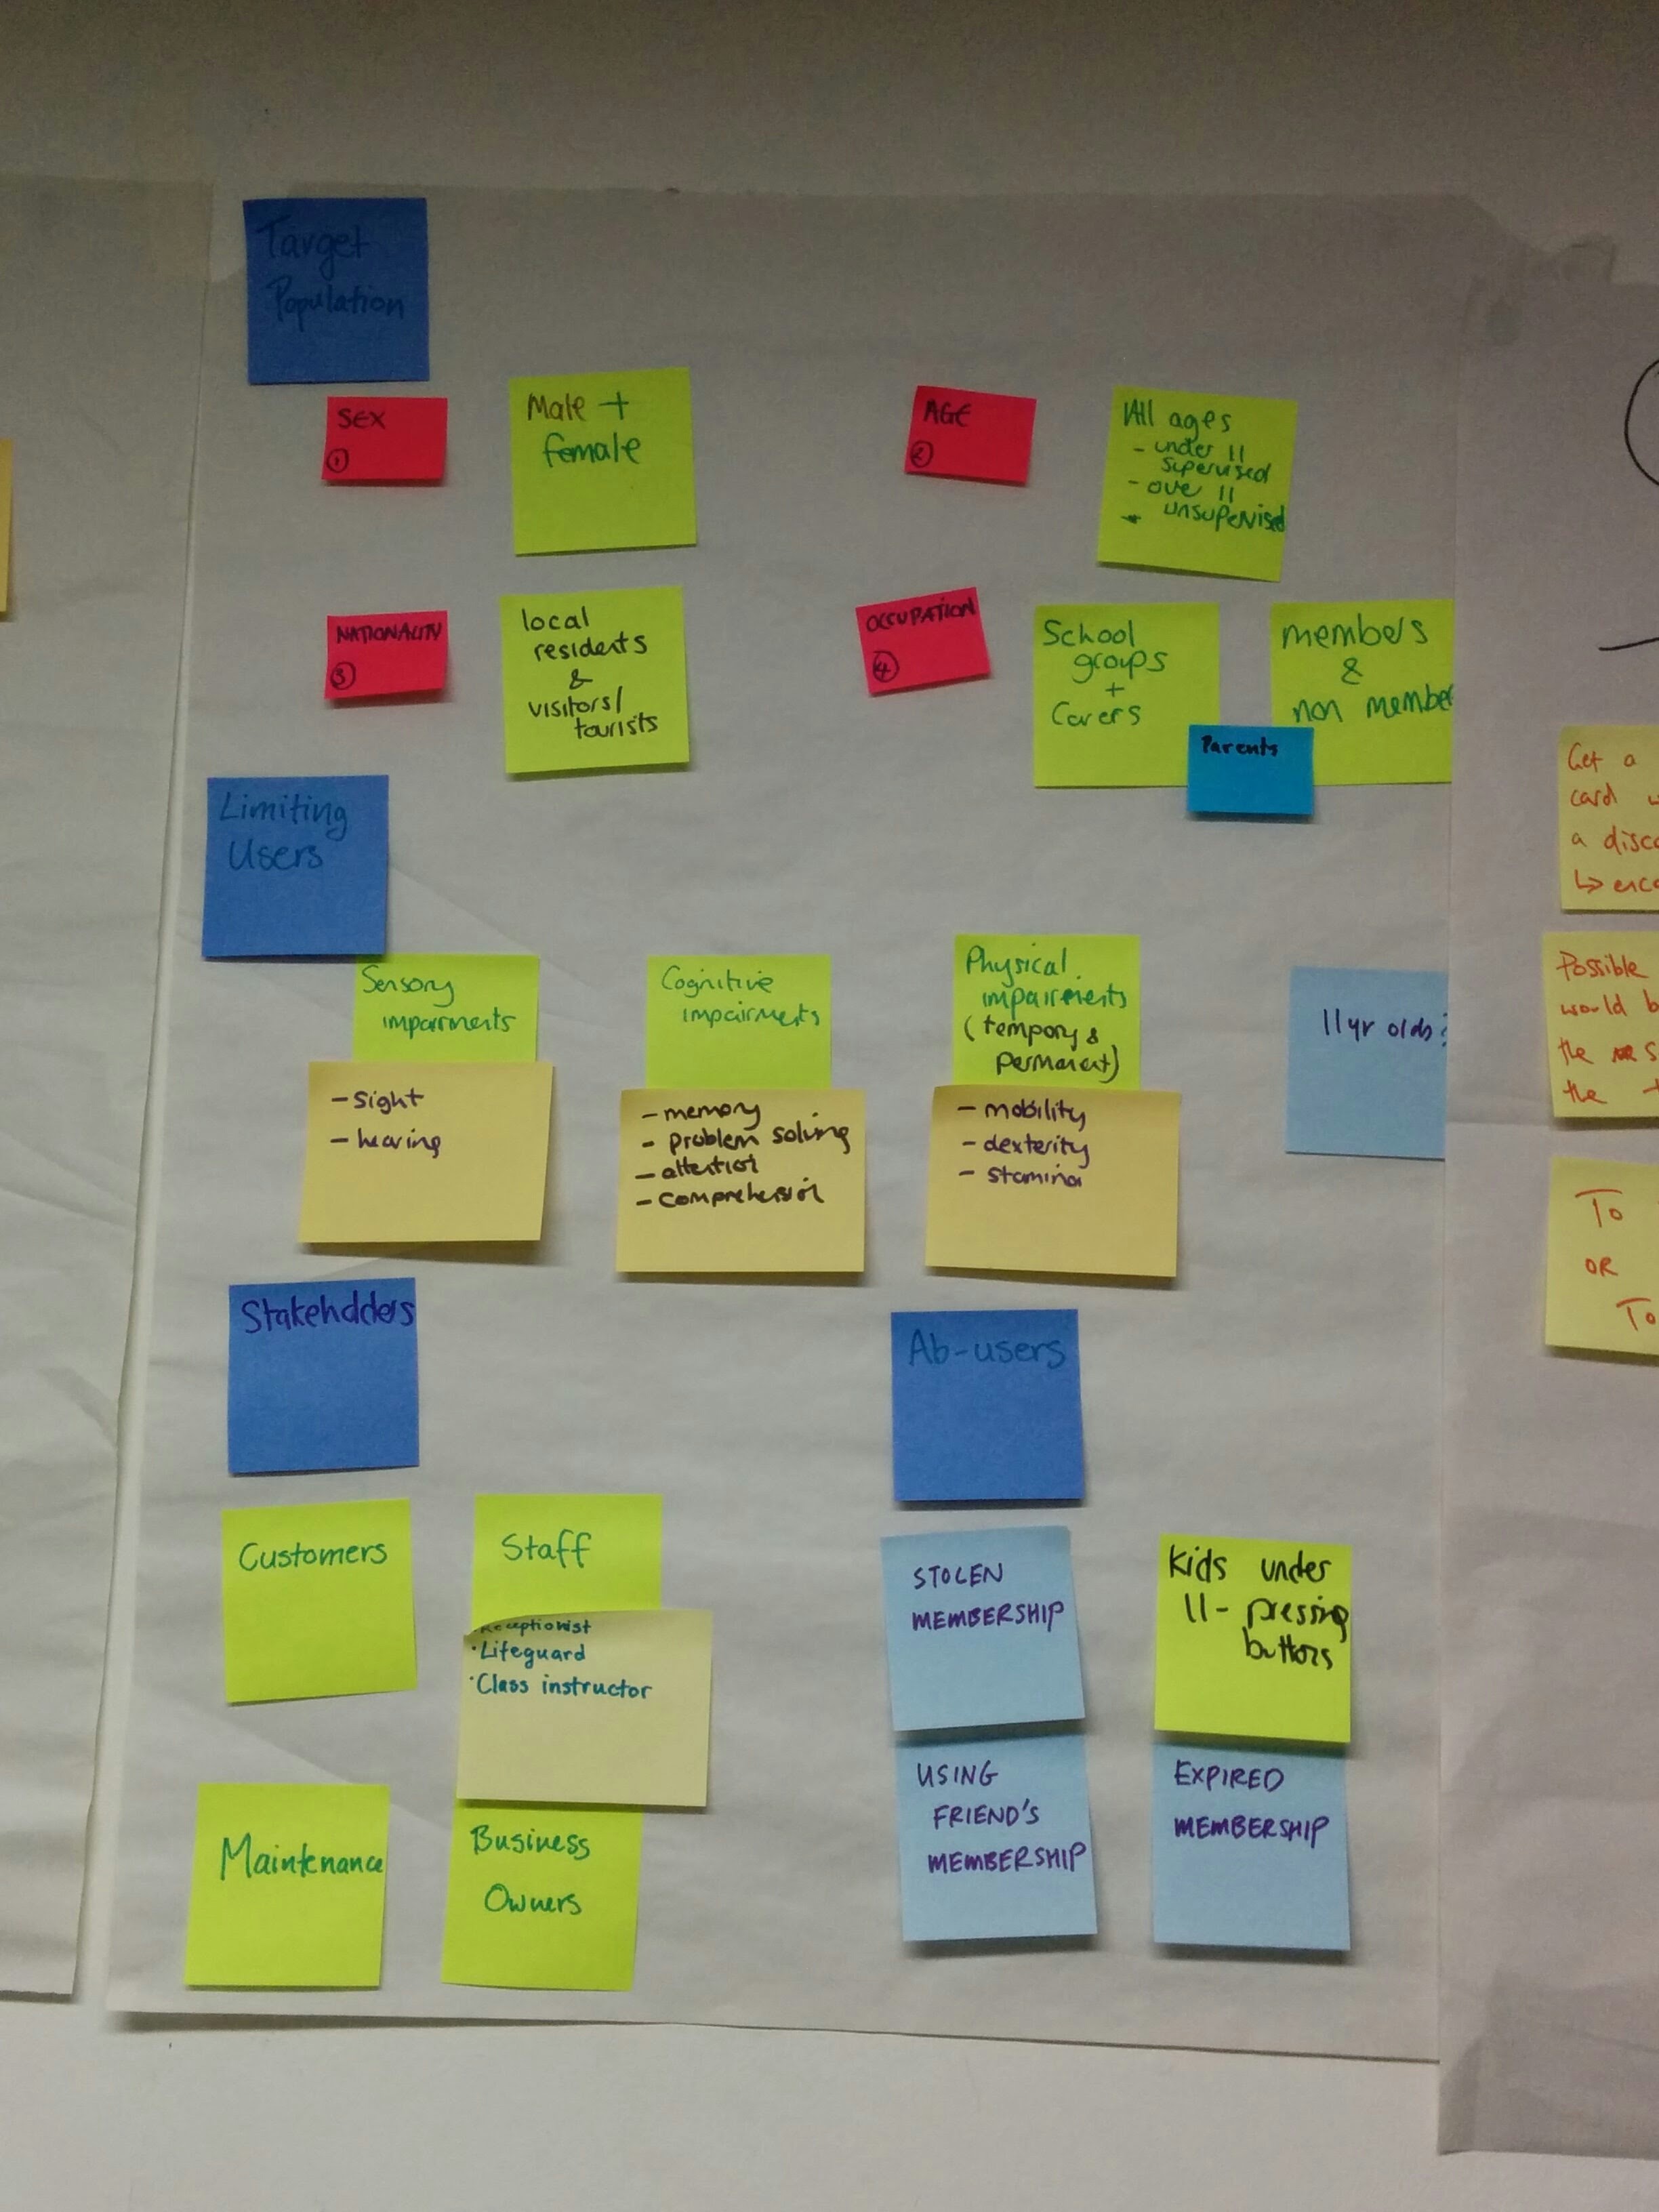 Target
Population
SEX
1
Male +
female
AGE
2
All ages
- under 11
supervised
- ove 11
unsupervised
NATIONALITY
3
local
residents
&
visitors/
tourists
OCCUPATION
4
School
groups
+
Carers
members
&
non member
Parents
Limiting
Users
Sensory
impairments
- sight
- hearing
Cognitive
impairments
- memory
- problem solving
- attention
- comprehension
Physical
impairments
(tempory &
permanent)
- mobility
- dexterity
- stamina
11yr olds?
Stakeholders
Customers
Staff
· Receptionist
· Lifeguard
· Class instructor
Maintenance
Business
Owners
Ab-users
STOLEN
MEMBERSHIP
Kids under
11- pressing
buttons
USING
FRIEND'S
MEMBERSHIP
EXPIRED
MEMBERSHIP
Get a
card
a
Possible
would
the
the
To
OR
To